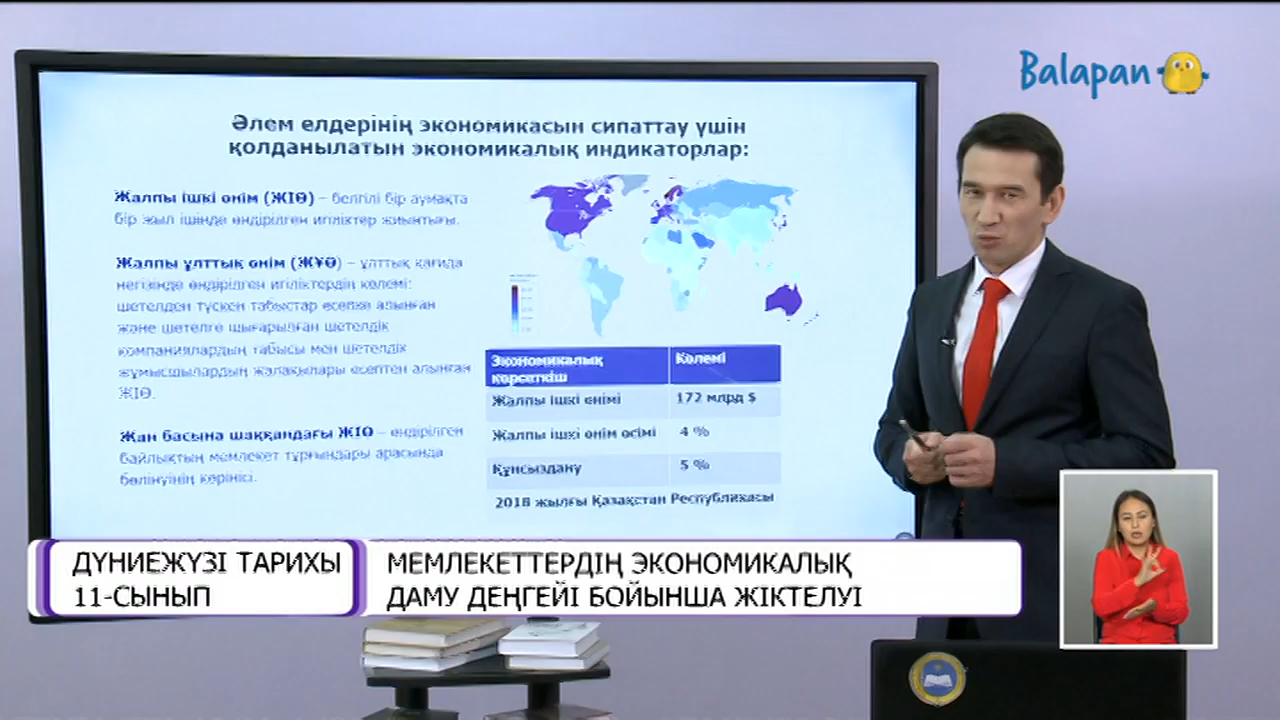 Balapan
Әлем елдерінің экономикасын сипаттау үшін
қолданылатын экономикалық индикаторлар:
Жалпы ішкі өнім (ЖІӨ) – белгілі бір аумақта
бір жыл ішінде өндірілген игіліктер жиынтығы.
Жалпы ұлттық өнім (ЖҰӨ) – ұлттық қағида
негізінде өндірілген игіліктердің көлемі:
шетелден түскен табыстар есепке алынған
және шетелге шығарылған шетелдік
компаниялардың табысы мен шетелдік
жұмысшылардың жалақылары есептен алынған
ЖІӨ.
Жан басына шаққандағы ЖІӨ – өндірілген
байлықтың мемлекет тұрғындары арасында
бөлінуінің көрінісі.
Экономикалық көрсеткіш Көлемі
Жалпы ішкі өнімі 172 млрд $
Жалпы ішкі өнім өсімі 4 %
Құнсыздану 5 %
2018 жылғы Қазақстан Республикасы
ДҮНИЕЖҮЗІ ТАРИХЫ
11-СЫНЫП
МЕМЛЕКЕТТЕРДІҢ ЭКОНОМИКАЛЫҚ
ДАМУ ДЕҢГЕЙІ БОЙЫНША ЖІКТЕЛУІ